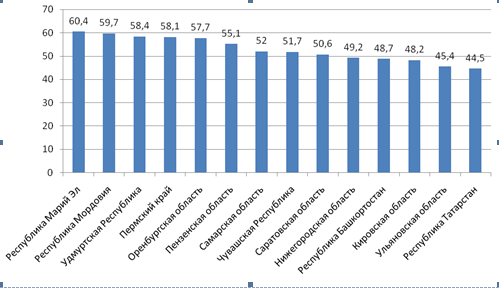 70
60
50
40
30
20
10
0
60,4
59,7
58,4
58,1
57,7
55,1
52
51,7
50,6
49,2
48,7
48,2
45,4
44,5
Республика Марий Эл
Республика Мордовия
Удмуртская Республика
Пермский край
Оренбургская область
Пензенская область
Самарская область
Чувашская Республика
Саратовская область
Нижегородская область
Республика Башкортостан
Кировская область
Ульяновская область
Республика Татарстан